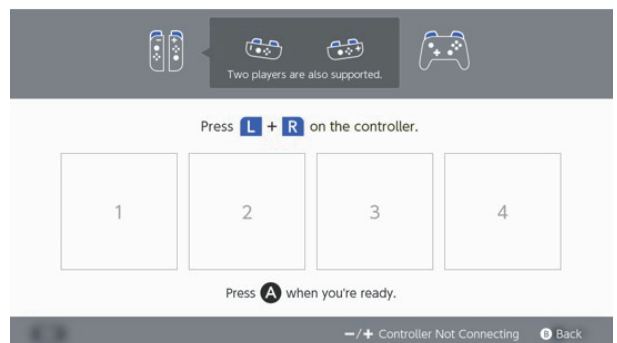 Two players are also supported.
Press L + R on the controller.
1 2 3 4
Press A when you're ready.
−/+ Controller Not Connecting B Back